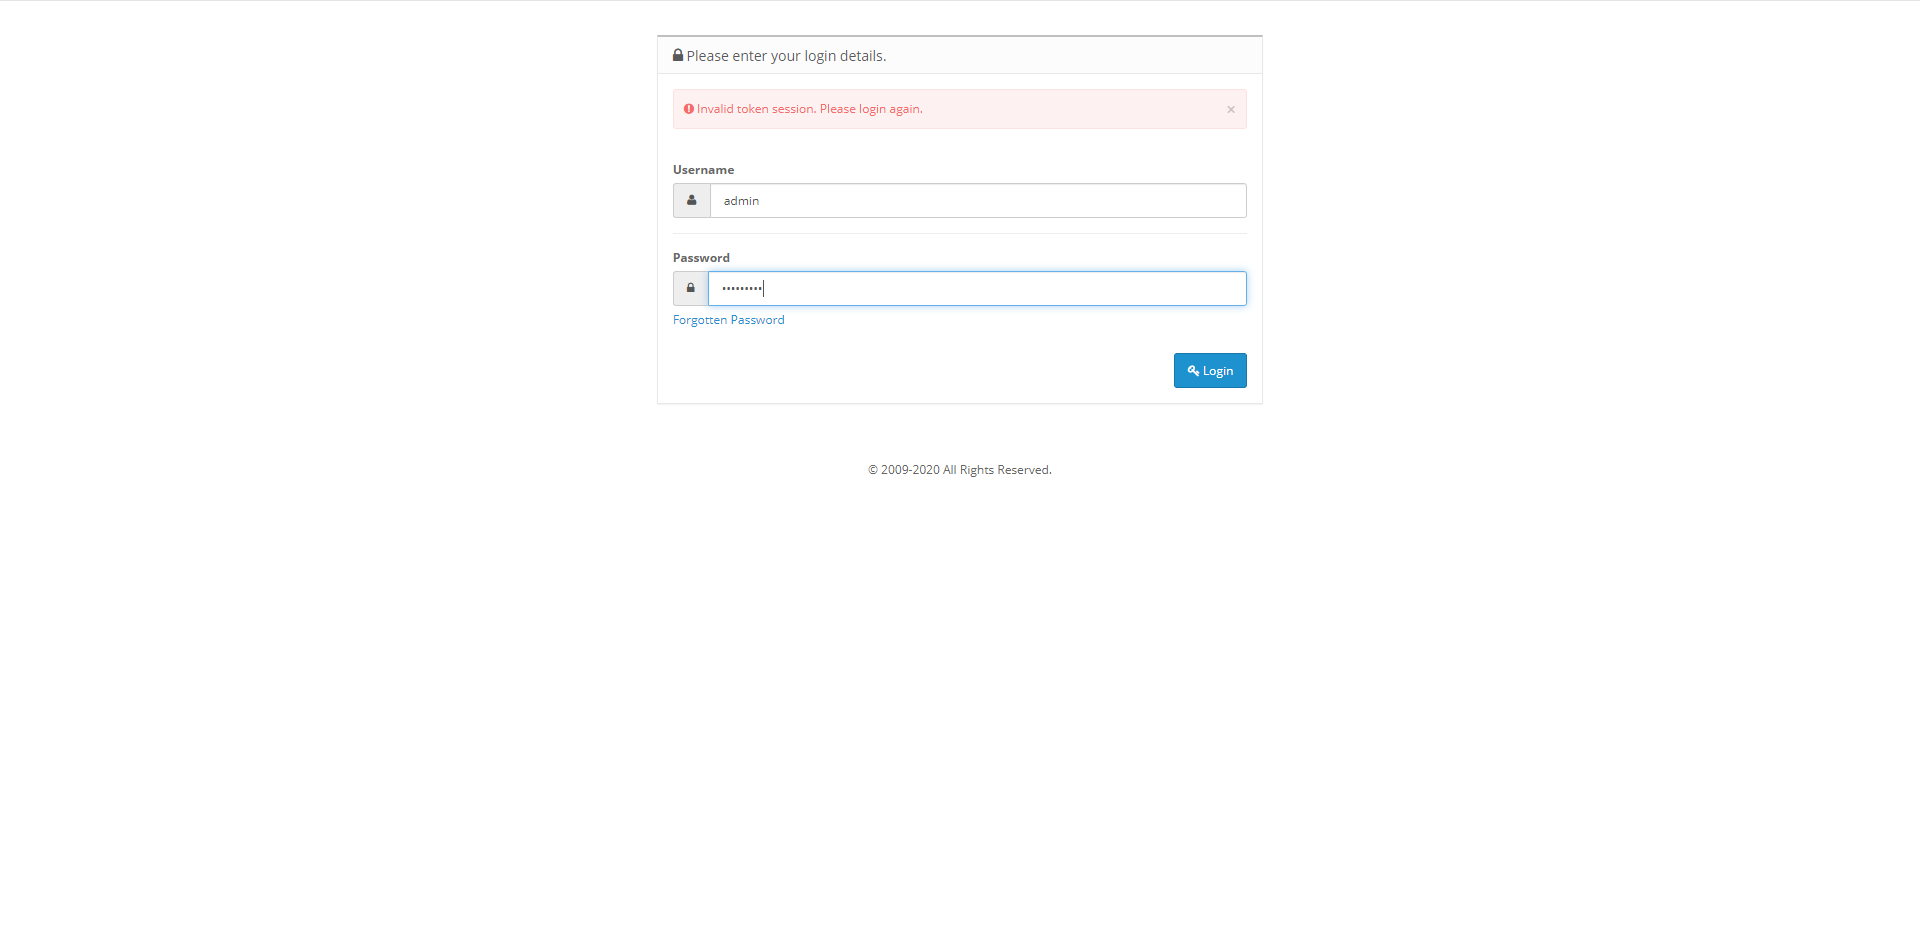 Please enter your login details.
Invalid token session. Please login again.
×
Username
admin
Password
•••••••••
Forgotten Password
Login
© 2009-2020 All Rights Reserved.